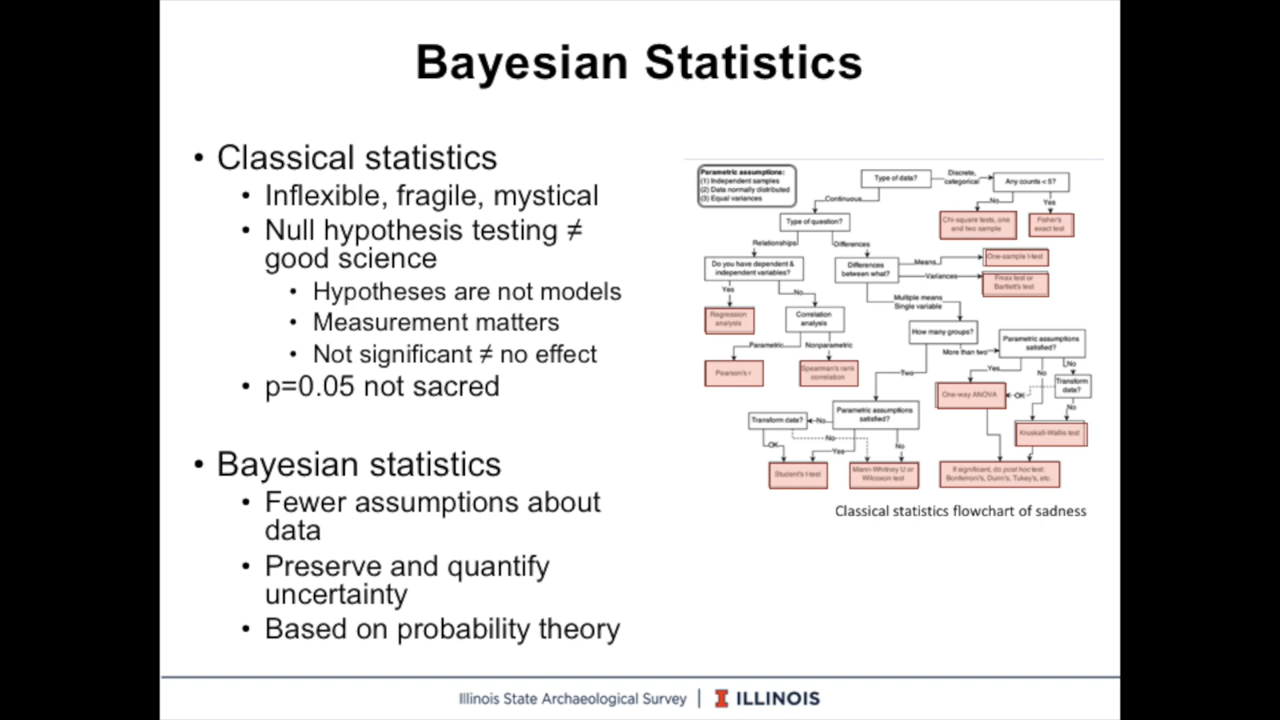 Bayesian Statistics
• Classical statistics
• Inflexible, fragile, mystical
• Null hypothesis testing ≠
good science
• Hypotheses are not models
• Measurement matters
• Not significant ≠ no effect
• p=0.05 not sacred
• Bayesian statistics
• Fewer assumptions about
data
• Preserve and quantify
uncertainty
• Based on probability theory
Parametric assumptions:
(1) Independent samples
(2) Data normally distributed
(3) Equal variances
Type of data?
Discrete,
categorical
Any counts < 5?
Continuous
No
Yes
Chi-square tests, one
and two sample
Fisher's
exact test
Type of question?
Relationships
Differences
Do you have dependent &
independent variables?
Differences
between what?
Means
One-sample t-test
Variances
Fmax test or
Bartlett's test
Yes
No
Multiple means
Single variable
Regression
analysis
Correlation
analysis
How many groups?
Parametric assumptions
satisfied?
Parametric
Nonparametric
More than two
Pearson's r
Spearman's rank
correlation
Two
Yes
No
No
Transform
data?
One-way ANOVA
OK
No
Transform data?
No
Parametric assumptions
satisfied?
Kruskall-Wallis test
OK
No
Yes
No
Student's t-test
Mann-Whitney U or
Wilcoxon test
If significant, do post hoc test:
Bonferroni's, Dunn's, Tukey's, etc.
Classical statistics flowchart of sadness
Illinois State Archaeological Survey | I ILLINOIS